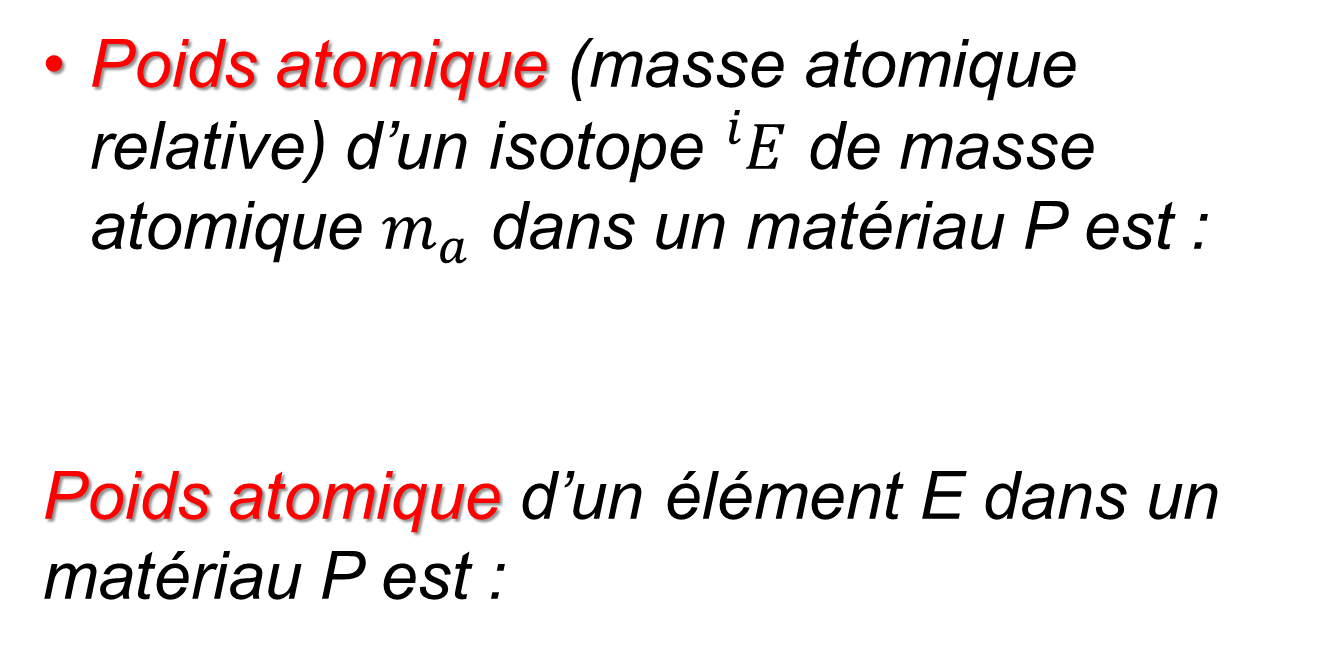 • Poids atomique (masse atomique
relative) d’un isotope ⁱE de masse
atomique mₐ dans un matériau P est :
Poids atomique d’un élément E dans un
matériau P est :